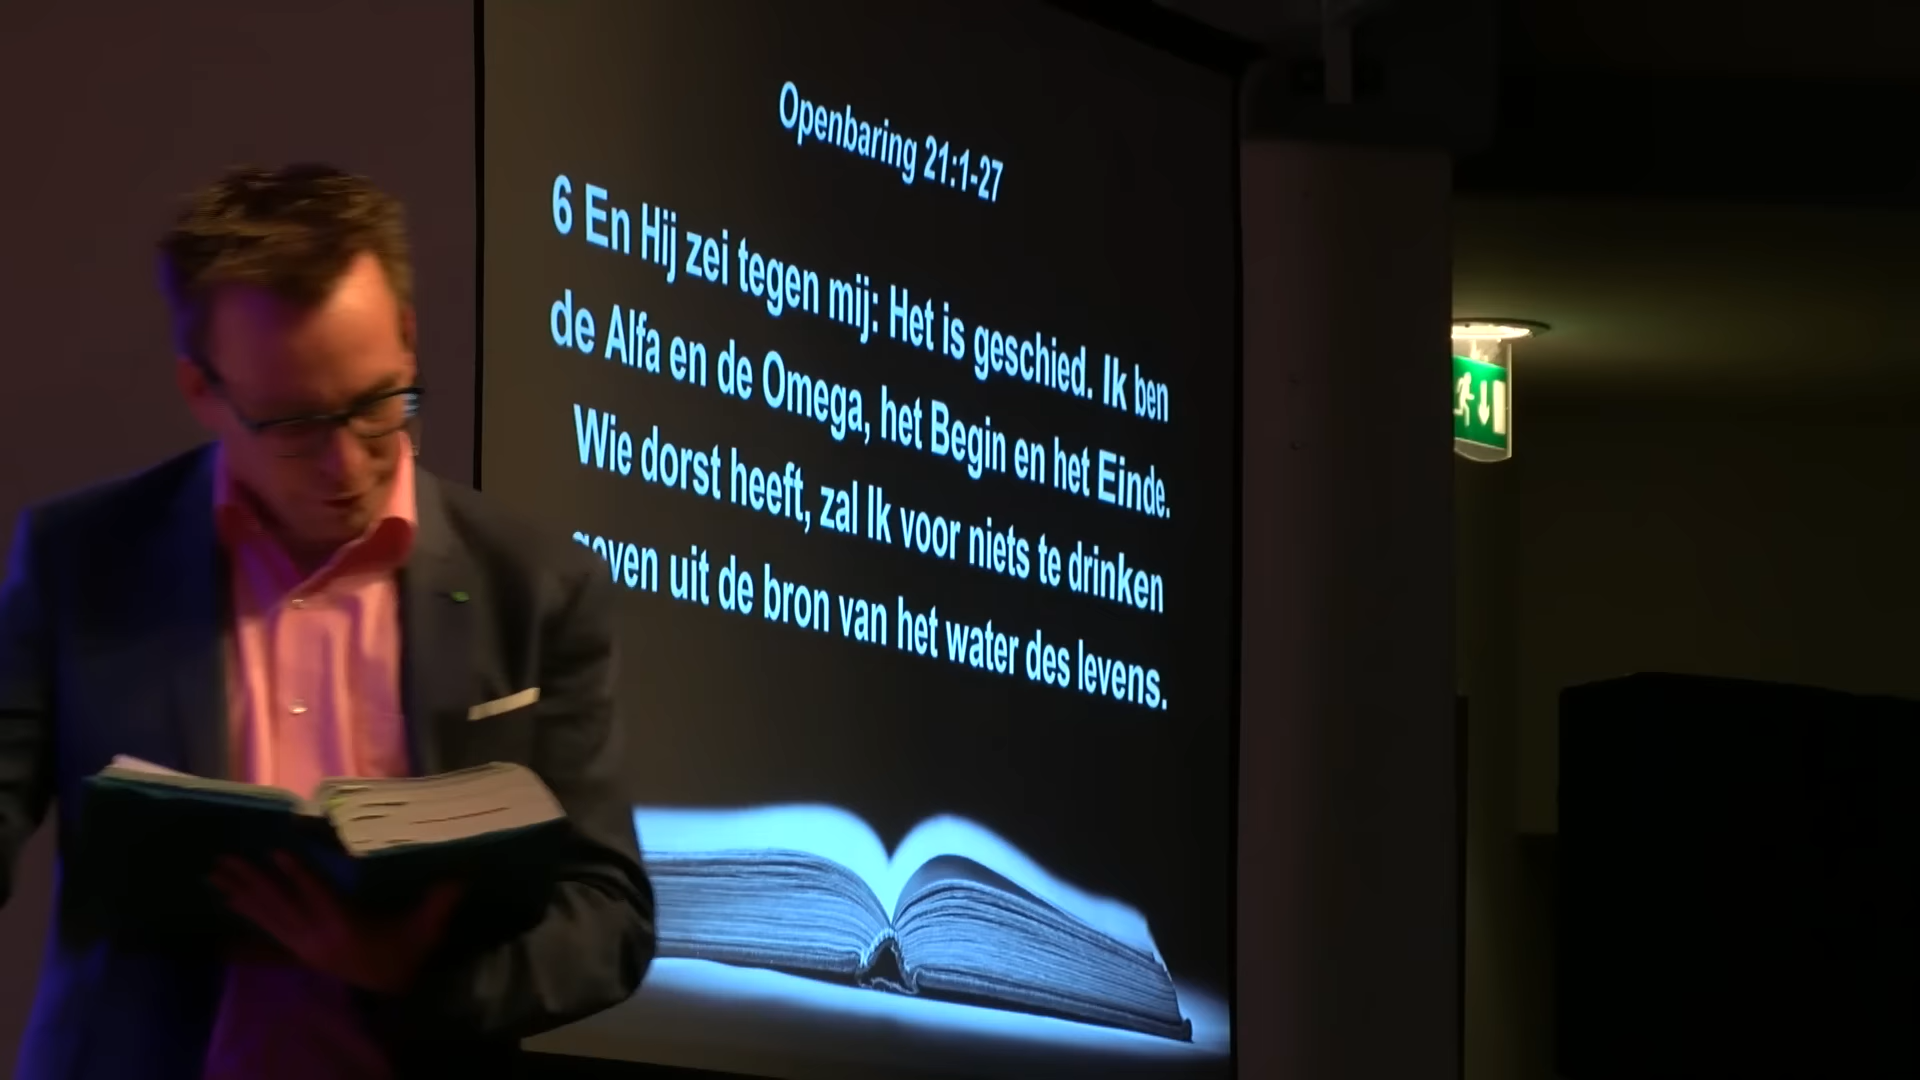 Openbaring 21:1-27
6 En Hij zei tegen mij: Het is geschied. Ik ben
de Alfa en de Omega, het Begin en het Einde.
Wie dorst heeft, zal Ik voor niets te drinken
geven uit de bron van het water des levens.